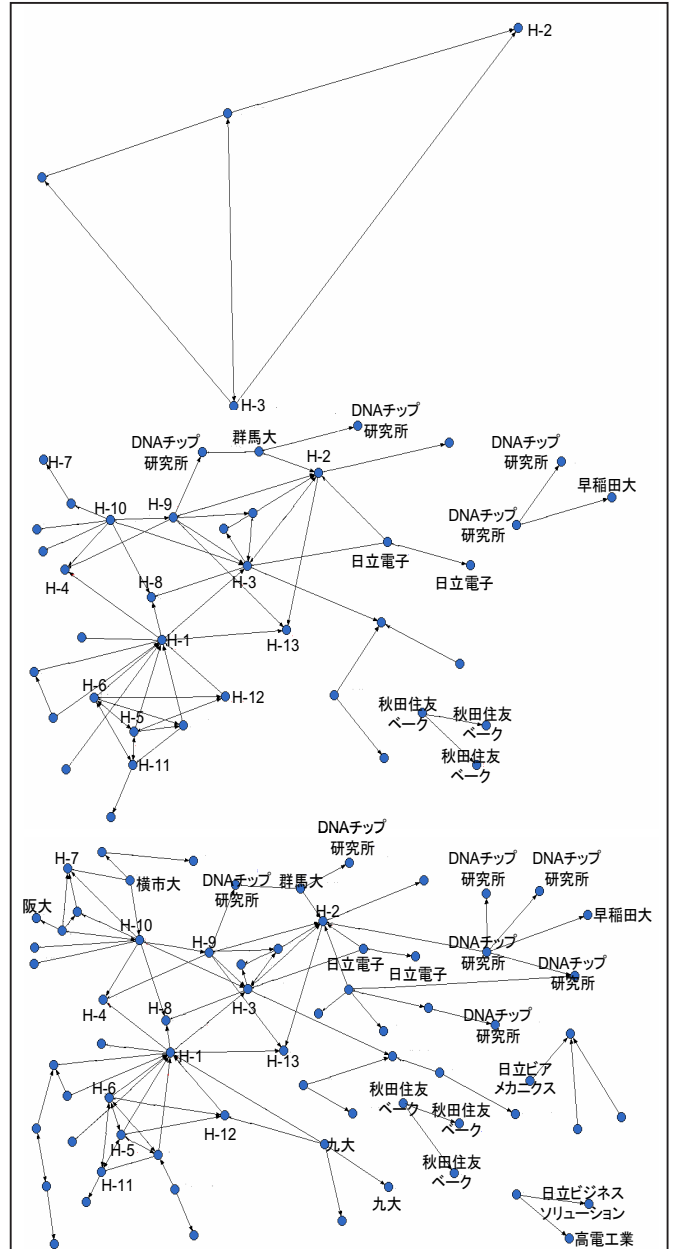 H-2
H-3
DNAチップ
研究所
DNAチップ
研究所
群馬大
H-2
H-7
DNAチップ
研究所
早稲田大
H-10
H-9
DNAチップ
研究所
日立電子
日立電子
H-3
H-4
H-8
H-1
H-13
H-6
H-12
H-5
H-11
秋田住友
ベーク
秋田住友
ベーク
秋田住友
ベーク
DNAチップ
研究所
H-7
横市大
DNAチップ
研究所
群馬大
DNAチップ
研究所
DNAチップ
研究所
阪大
H-2
早稲田大
H-10
H-9
DNAチップ
研究所
日立電子
日立電子
DNAチップ
研究所
H-3
H-4
H-8
DNAチップ
研究所
H-1
H-13
日立ビア
メカニクス
H-6
秋田住友
ベーク
秋田住友
ベーク
H-12
H-5
九大
秋田住友
ベーク
H-11
九大
日立ビジネス
ソリューション
高電工業